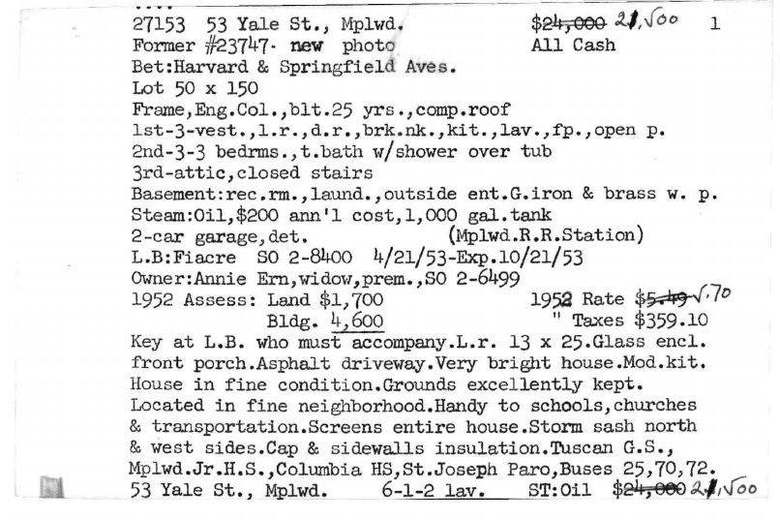 27153 53 Yale St., Mplwd. $24,000 21,500 1
Former #23747- new photo All Cash
Bet:Harvard & Springfield Aves.
Lot 50 x 150
Frame,Eng.Col.,blt.25 yrs.,comp.roof
1st-3-vest.,l.r.,d.r.,brk.nk.,kit.,lav.,fp.,open p.
2nd-3-3 bedrms.,t.bath w/shower over tub
3rd-attic,closed stairs
Basement:rec.rm.,laund.,outside ent.G.iron & brass w. p.
Steam:Oil,$200 ann'l cost,1,000 gal.tank
2-car garage,det. (Mplwd.R.R.Station)
L.B:Fiacre SO 2-8400 4/21/53-Exp.10/21/53
Owner:Annie Ern,widow,prem.,SO 2-6499
1952 Assess: Land $1,700 1952 Rate $5.49 5.70
Bldg. 4,600 " Taxes $359.10
Key at L.B. who must accompany.L.r. 13 x 25.Glass encl.
front porch.Asphalt driveway.Very bright house.Mod.kit.
House in fine condition.Grounds excellently kept.
Located in fine neighborhood.Handy to schools,churches
& transportation.Screens entire house.Storm sash north
& west sides.Cap & sidewalls insulation.Tuscan G.S.,
Mplwd.Jr.H.S.,Columbia HS,St.Joseph Paro,Buses 25,70,72.
53 Yale St., Mplwd. 6-1-2 lav. ST:Oil $24,000 21,500